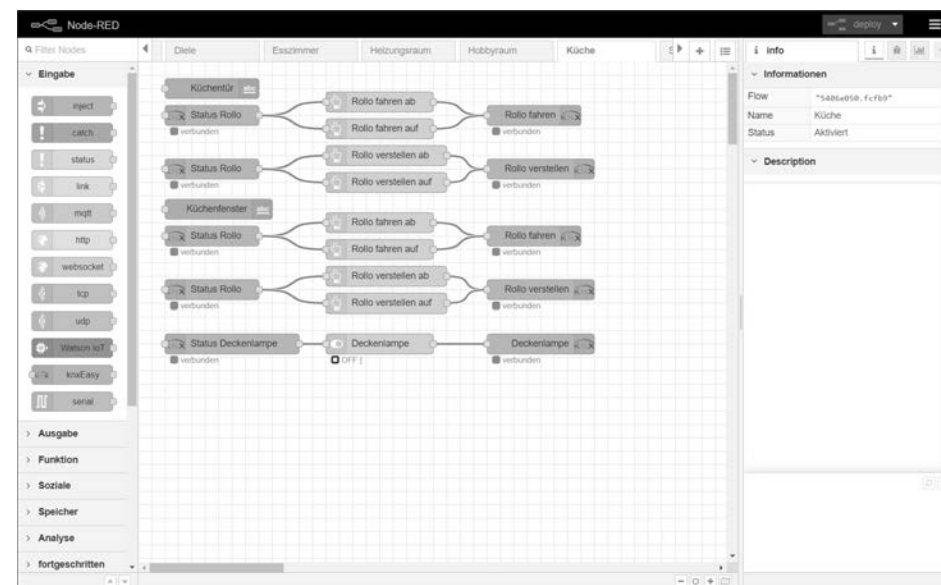 Node-RED
deploy
Filter Nodes
Diele
Esszimmer
Heizungsraum
Hobbyraum
Küche
i info
Eingabe
inject
catch
status
link
mqtt
http
websocket
tcp
udp
Watson IoT
knxEasy
serial
Ausgabe
Funktion
Soziale
Speicher
Analyse
fortgeschritten
Küchentür abc
Status Rollo
verbunden
Rollo fahren ab
Rollo fahren auf
Rollo fahren
verbunden
Status Rollo
verbunden
Rollo verstellen ab
Rollo verstellen auf
Rollo verstellen
verbunden
Küchenfenster abc
Status Rollo
verbunden
Rollo fahren ab
Rollo fahren auf
Rollo fahren
verbunden
Status Rollo
verbunden
Rollo verstellen ab
Rollo verstellen auf
Rollo verstellen
verbunden
Status Deckenlampe
verbunden
Deckenlampe
OFF |
Deckenlampe
verbunden
Informationen
Flow "5406e050.fcfb9"
Name Küche
Status Aktiviert
Description